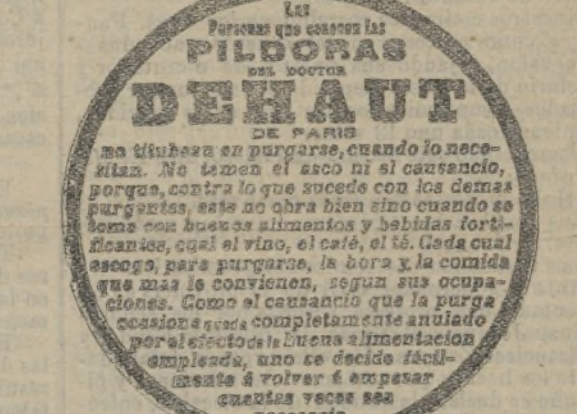 Las
Personas que conocen las
PILDORAS
DEL DOCTOR
DEHAUT
DE PARIS
no titubean en purgarse, cuando lo nece-
sitan. No temen el asco ni el causancio,
porque, contra lo que sucede con los demas
purgantes, este no obra bien sino cuando se
toma con buenos alimentos y bebidas forti-
ficantes, cual el vino, el café, el té. Cada cual
escoge, para purgarse, la hora y la comida
que mas le convienen, segun sus ocupa-
ciones. Como el causancio que la purga
ocasiona queda completamente anulado
por el efecto de la buena alimentacion
empleada, uno se decide fácil-
mente á volver á empezar
cuantas veces sea
necesario